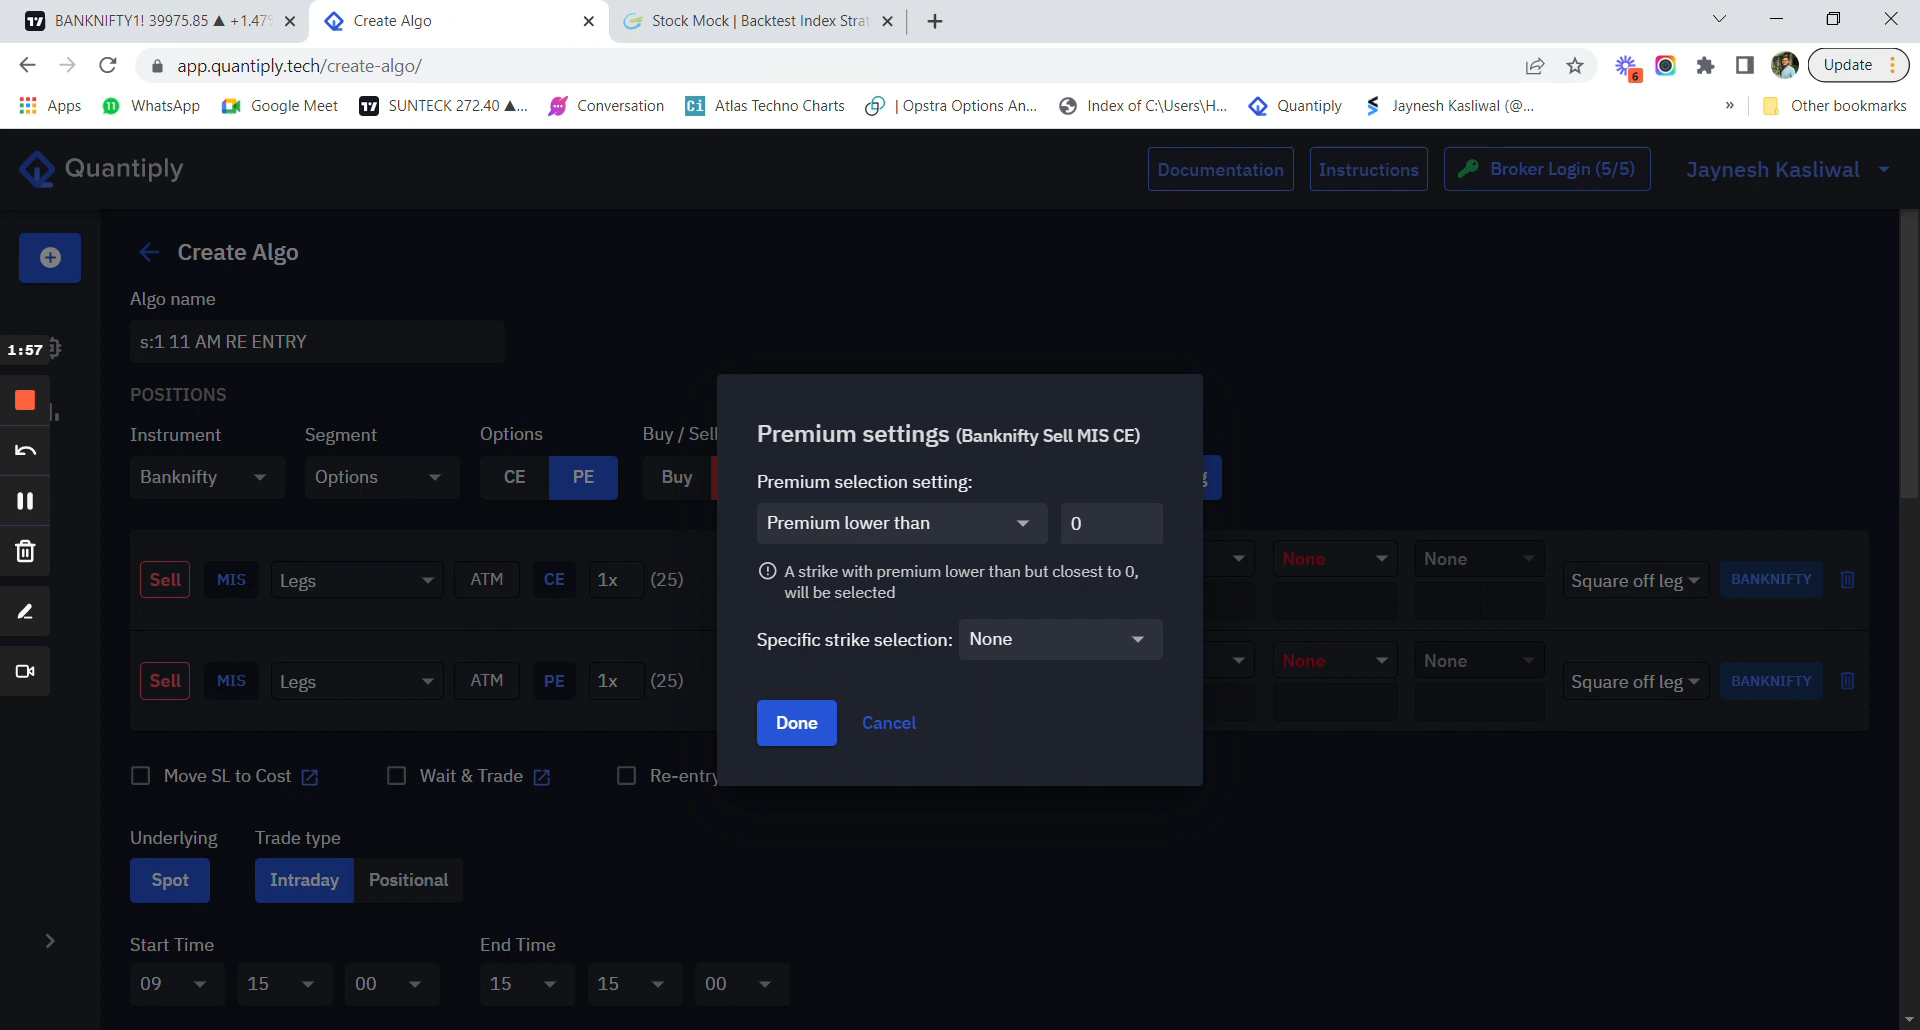 BANKNIFTY1! 39975.85 ▲ +1.47%
Create Algo
Stock Mock | Backtest Index Strat
app.quantiply.tech/create-algo/
6
Update
Apps
WhatsApp
Google Meet
SUNTECK 272.40 ▲...
Conversation
Atlas Techno Charts
| Opstra Options An...
Index of C:\Users\H...
Quantiply
Jaynesh Kasliwal (@...
»
Other bookmarks
Quantiply
Documentation
Instructions
Broker Login (5/5)
Jaynesh Kasliwal
Create Algo
Algo name
s:1 11 AM RE ENTRY
1:57
POSITIONS
Instrument
Segment
Options
Buy / Sell
Banknifty
Options
CE
PE
Buy
Premium settings (Banknifty Sell MIS CE)
Premium selection setting:
Premium lower than
0
A strike with premium lower than but closest to 0,
will be selected
Specific strike selection:
None
Done
Cancel
Sell
MIS
Legs
ATM
CE
1x
(25)
None
None
Square off leg
BANKNIFTY
Sell
MIS
Legs
ATM
PE
1x
(25)
None
None
Square off leg
BANKNIFTY
Move SL to Cost
Wait & Trade
Re-entry
Underlying
Trade type
Spot
Intraday
Positional
Start Time
End Time
09
15
00
15
15
00